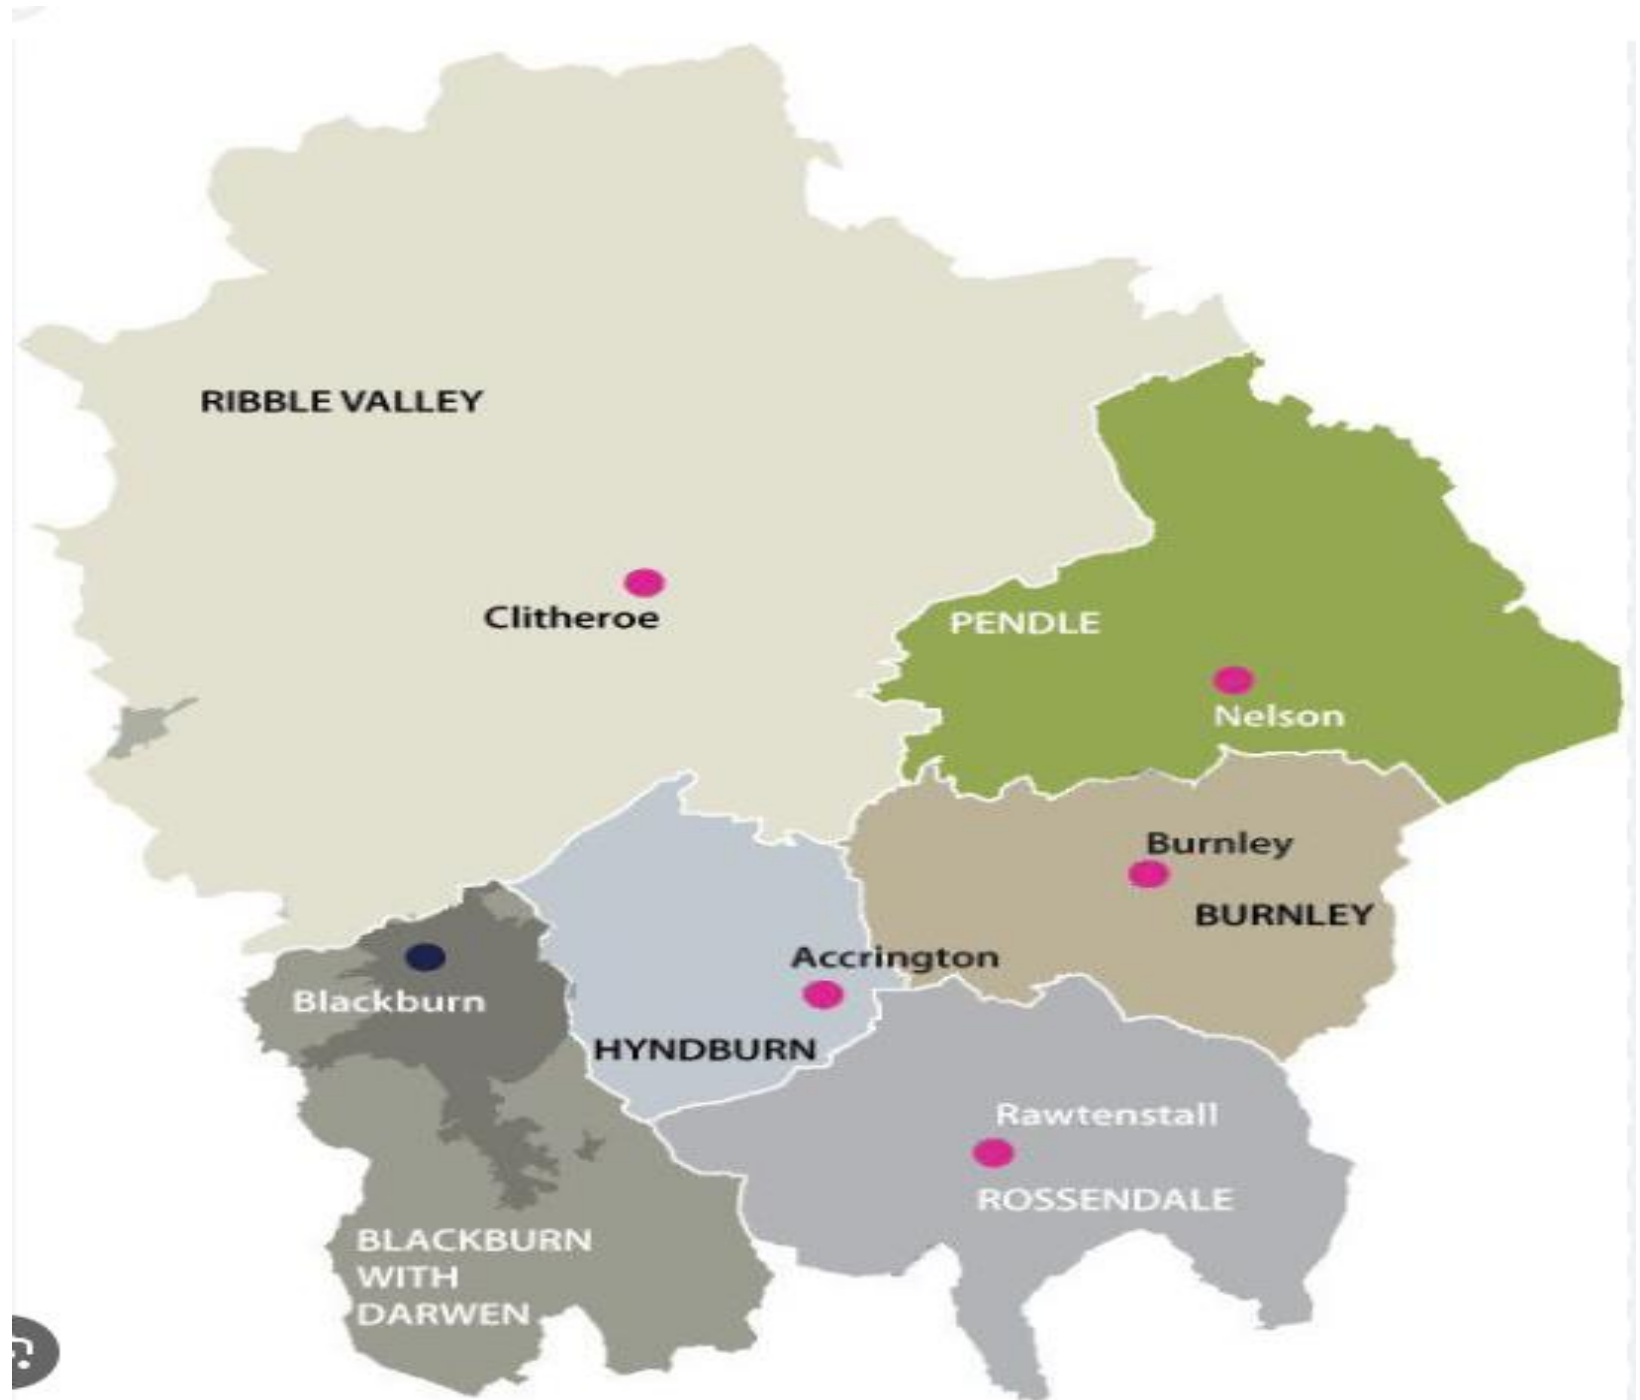 RIBBLE VALLEY
Clitheroe
PENDLE
Nelson
Burnley
BURNLEY
Accrington
Blackburn
HYNDBURN
Rawtenstall
ROSSENDALE
BLACKBURN
WITH
DARWEN